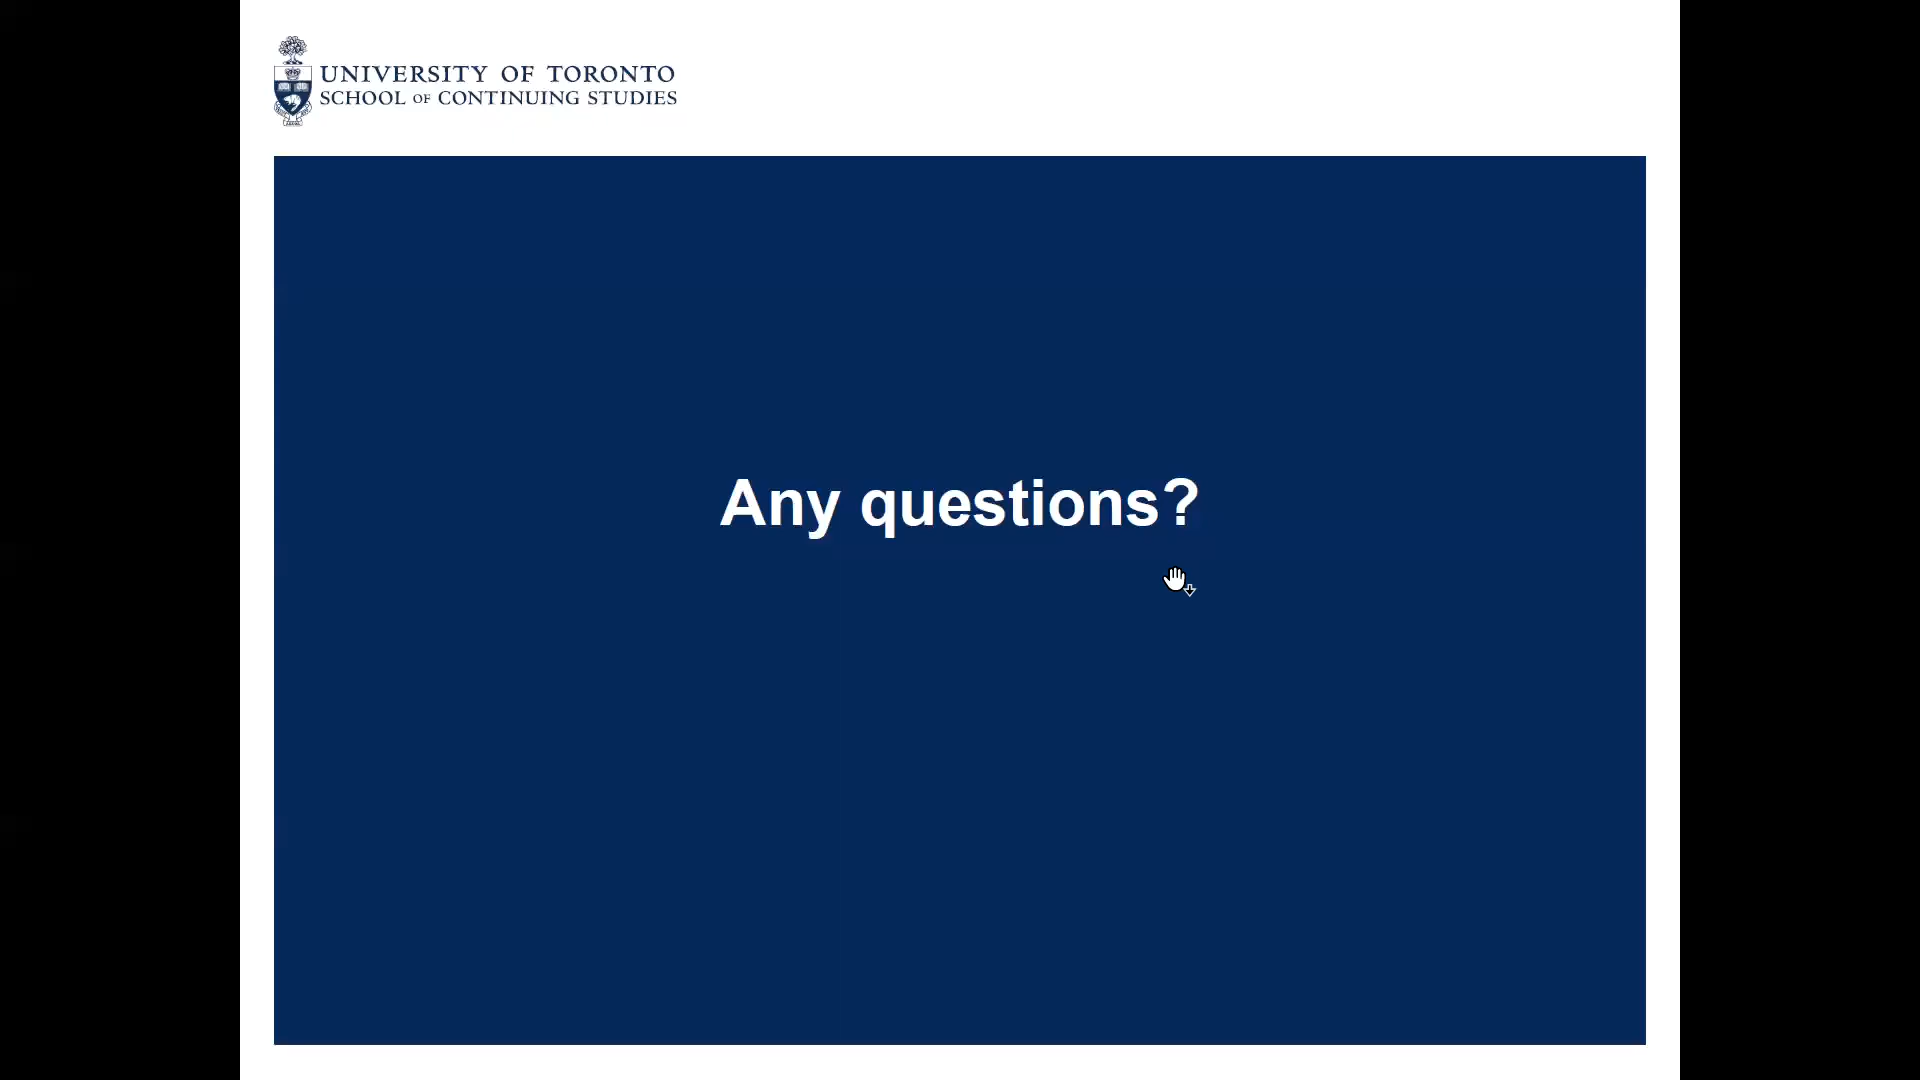 UNIVERSITY OF TORONTO
SCHOOL OF CONTINUING STUDIES
Any questions?